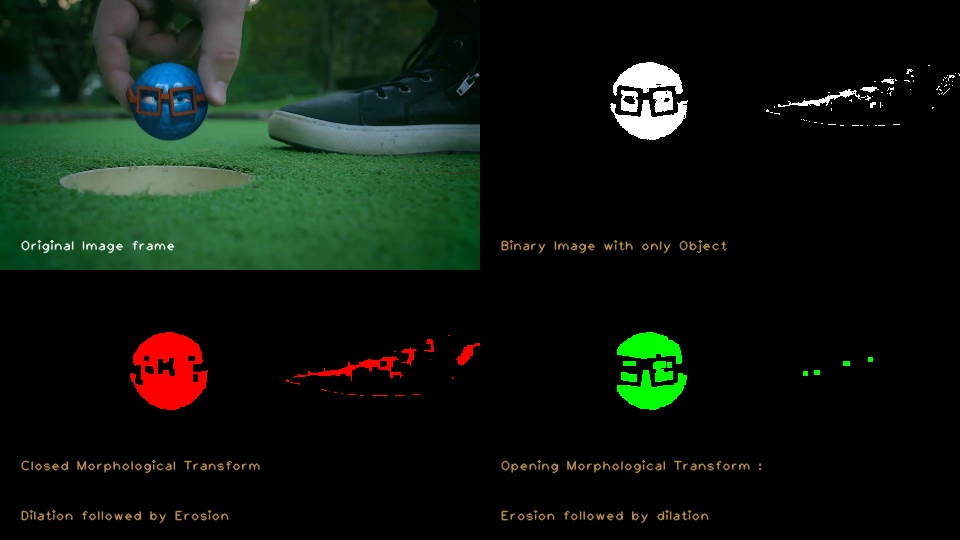 Original Image frame
Binary Image with only Object
Closed Morphological Transform
Dilation followed by Erosion
Opening Morphological Transform :
Erosion followed by dilation